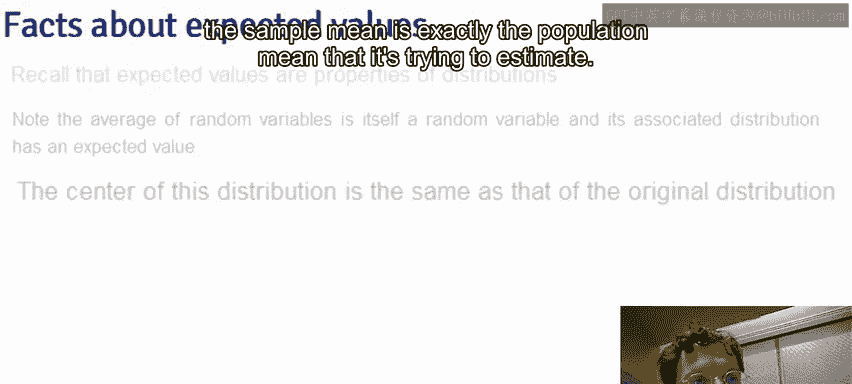 Facts about expected values
the sample mean is exactly the population
mean that it's trying to estimate.
Recall that expected values are properties of distributions
Note the average of random variables is itself a random variable and its associated distribution
has an expected value
The center of this distribution is the same as that of the original distribution